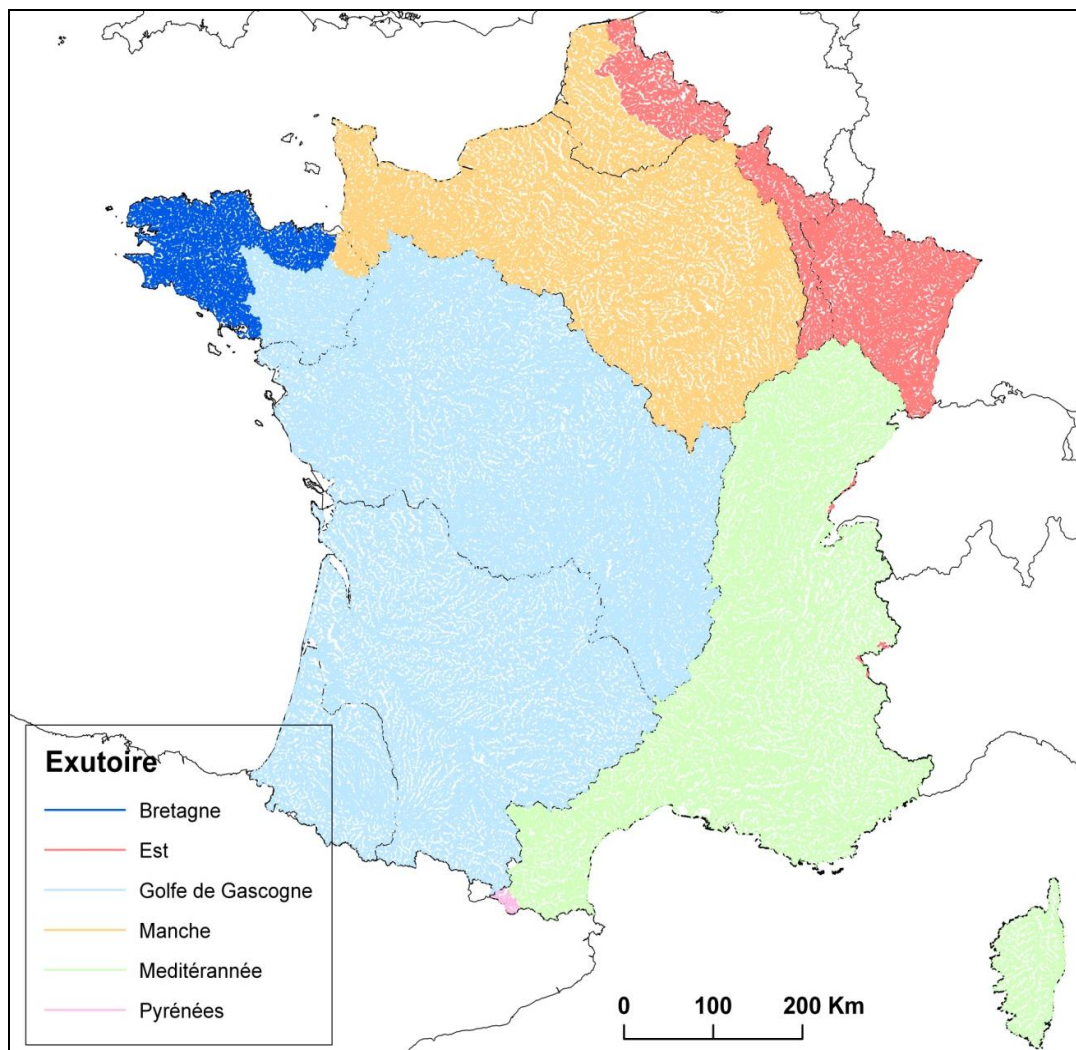 Exutoire
Bretagne
Est
Golfe de Gascogne
Manche
Meditérannée
Pyrénées
0 100 200 Km